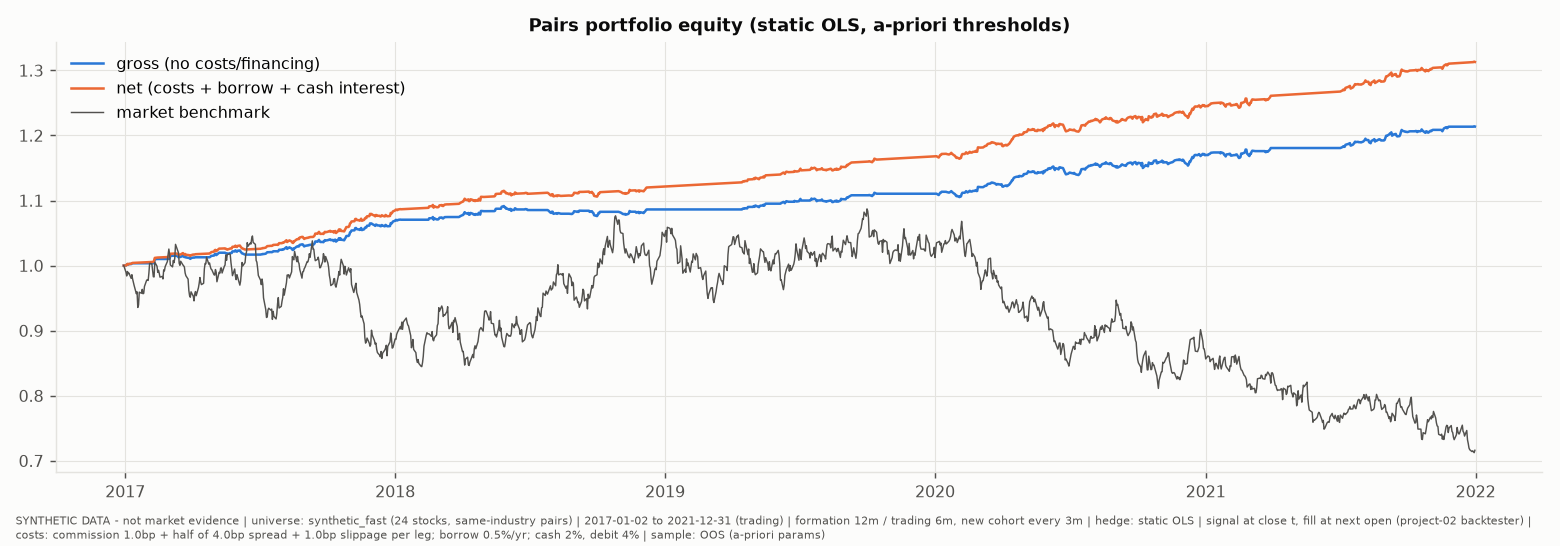 Pairs portfolio equity (static OLS, a-priori thresholds)
gross (no costs/financing)
net (costs + borrow + cash interest)
market benchmark
1.3
1.2
1.1
1.0
0.9
0.8
0.7
2017 2018 2019 2020 2021 2022
SYNTHETIC DATA - not market evidence | universe: synthetic_fast (24 stocks, same-industry pairs) | 2017-01-02 to 2021-12-31 (trading) | formation 12m / trading 6m, new cohort every 3m | hedge: static OLS | signal at close t, fill at next open (project-02 backtester) |
costs: commission 1.0bp + half of 4.0bp spread + 1.0bp slippage per leg; borrow 0.5%/yr; cash 2%, debit 4% | sample: OOS (a-priori params)